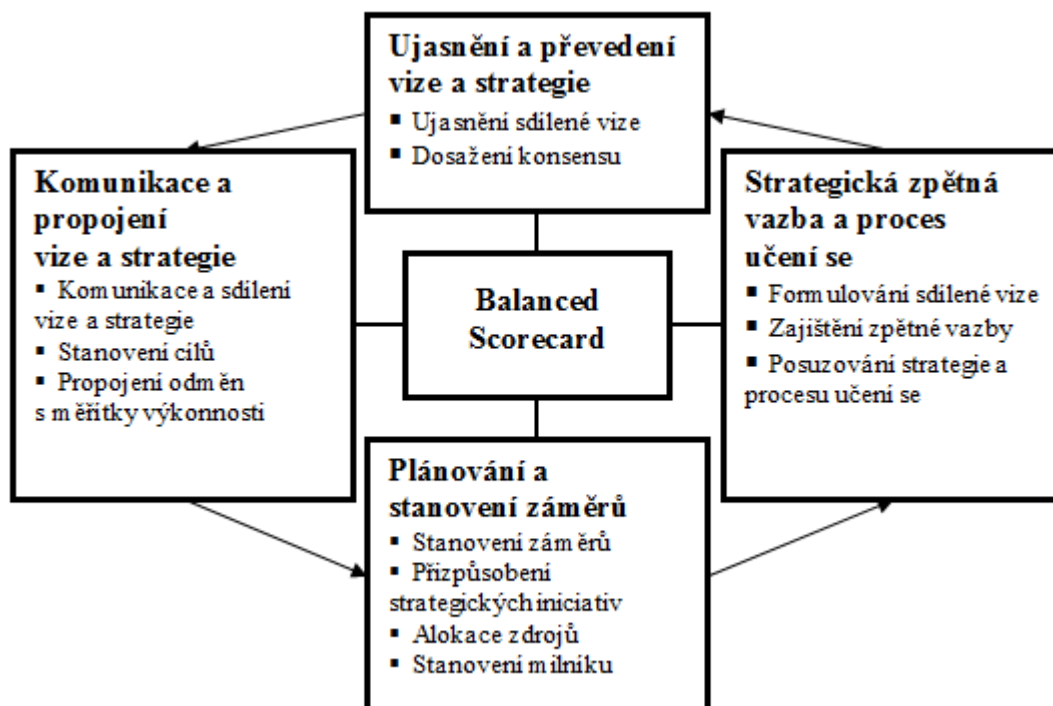 Ujasnění a převedení
vize a strategie
▪ Ujasnění sdílené vize
▪ Dosažení konsensu
Komunikace a
propojení
vize a strategie
▪ Komunikace a sdílení
vize a strategie
▪ Stanovení cílů
▪ Propojení odměn
s měřítky výkonnosti
Balanced
Scorecard
Strategická zpětná
vazba a proces
učení se
▪ Formulování sdílené vize
▪ Zajištění zpětné vazby
▪ Posuzování strategie a
procesu učení se
Plánování a
stanovení záměrů
▪ Stanovení záměrů
▪ Přizpůsobení
strategických iniciativ
▪ Alokace zdrojů
▪ Stanovení milníku